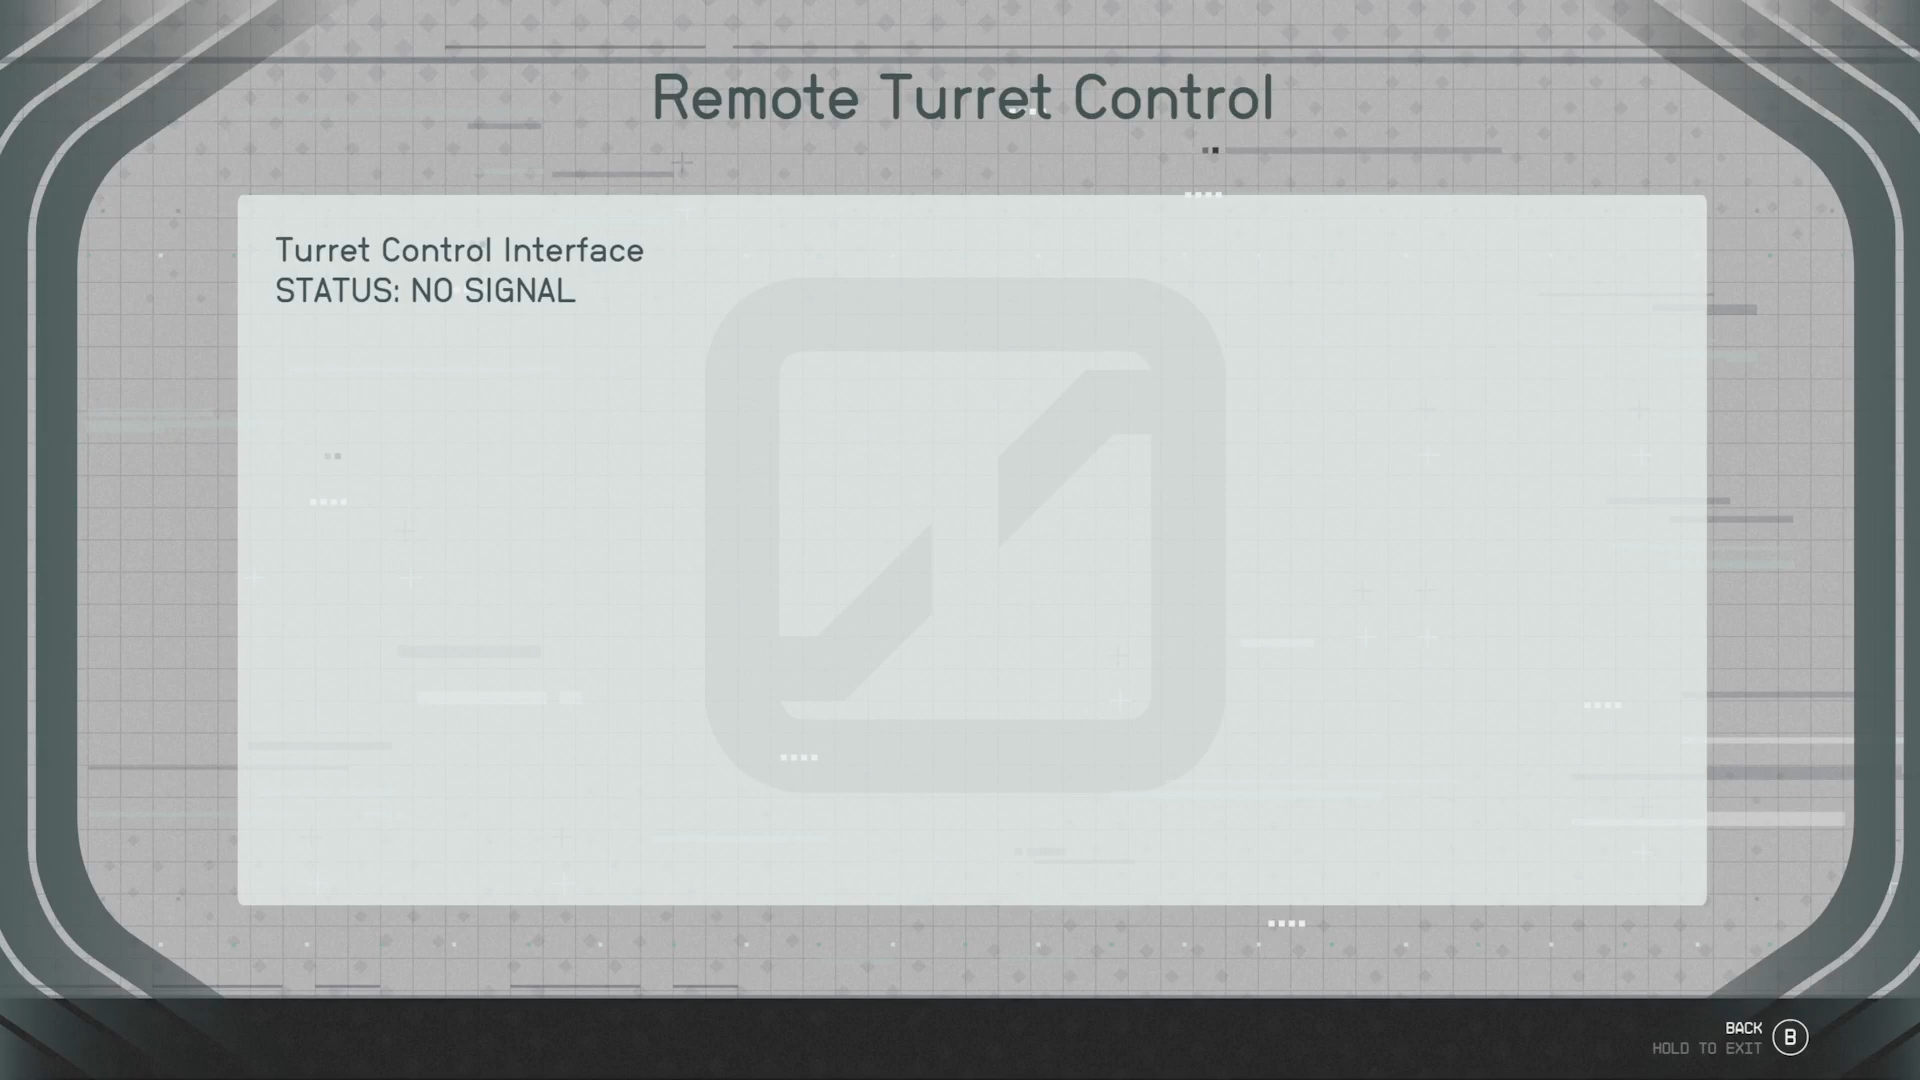 Remote Turret Control
Turret Control Interface
STATUS: NO SIGNAL
BACK
HOLD TO EXIT
B